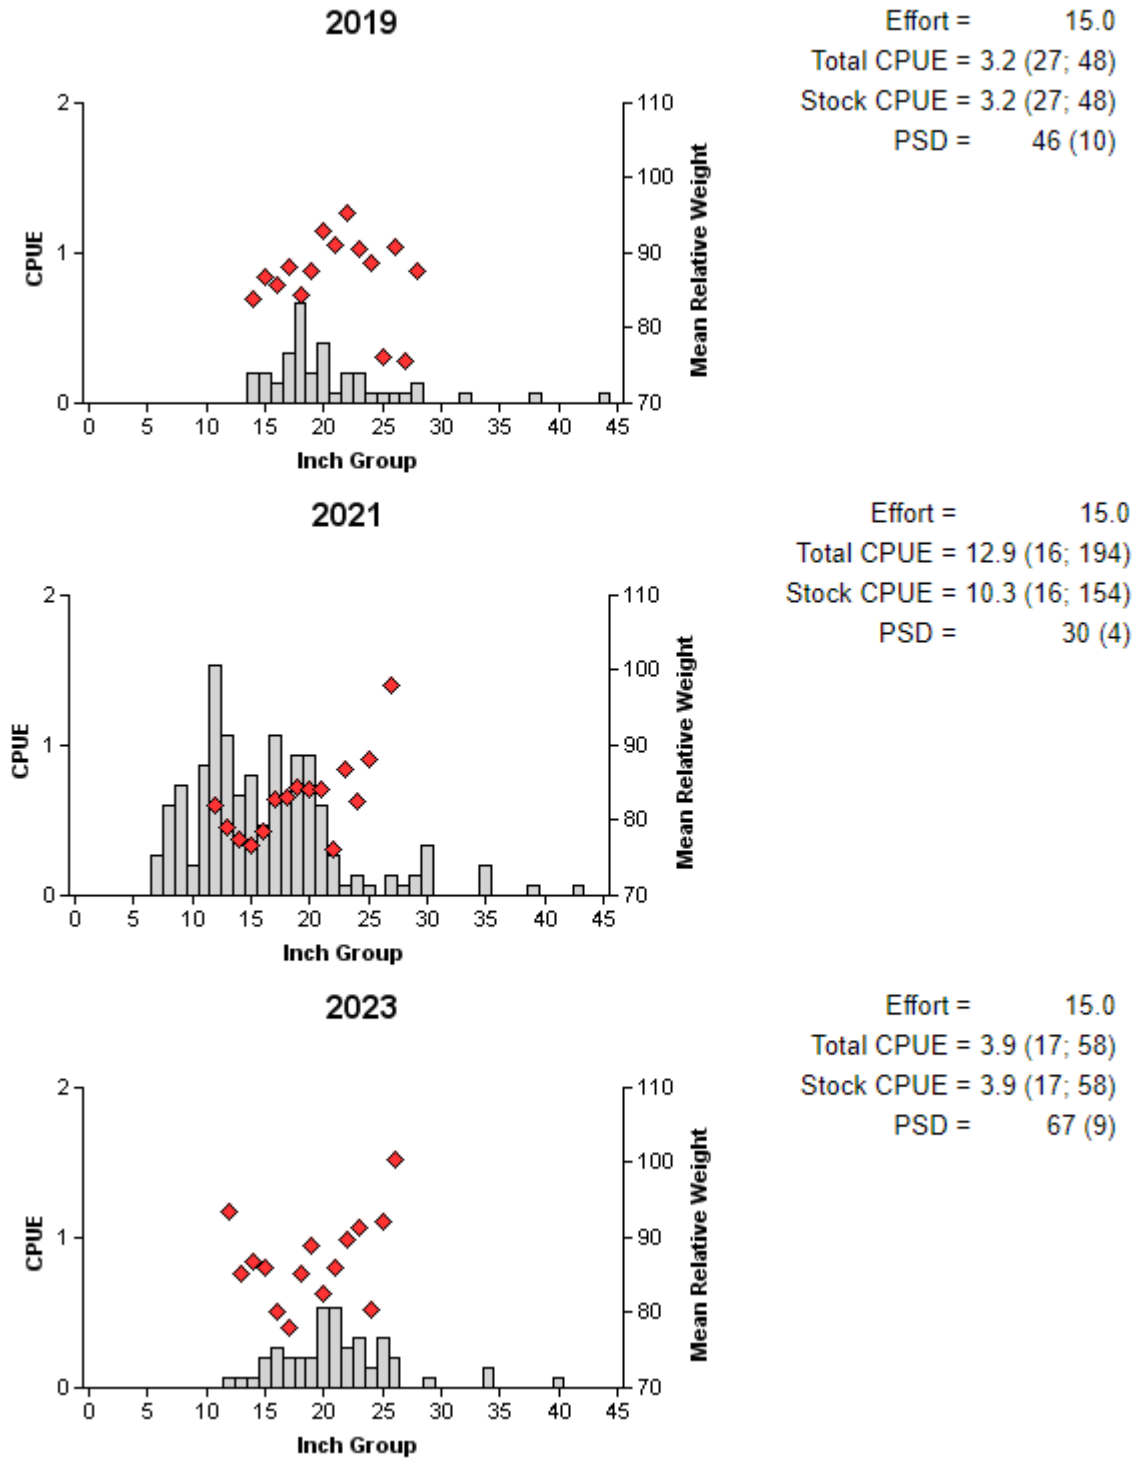 2019
Effort = 15.0
Total CPUE = 3.2 (27; 48)
Stock CPUE = 3.2 (27; 48)
PSD = 46 (10)
2
1
0
CPUE
110
100
90
80
70
Mean Relative Weight
0 5 10 15 20 25 30 35 40 45
Inch Group
2021
Effort = 15.0
Total CPUE = 12.9 (16; 194)
Stock CPUE = 10.3 (16; 154)
PSD = 30 (4)
2
1
0
CPUE
110
100
90
80
70
Mean Relative Weight
0 5 10 15 20 25 30 35 40 45
Inch Group
2023
Effort = 15.0
Total CPUE = 3.9 (17; 58)
Stock CPUE = 3.9 (17; 58)
PSD = 67 (9)
2
1
0
CPUE
110
100
90
80
70
Mean Relative Weight
0 5 10 15 20 25 30 35 40 45
Inch Group